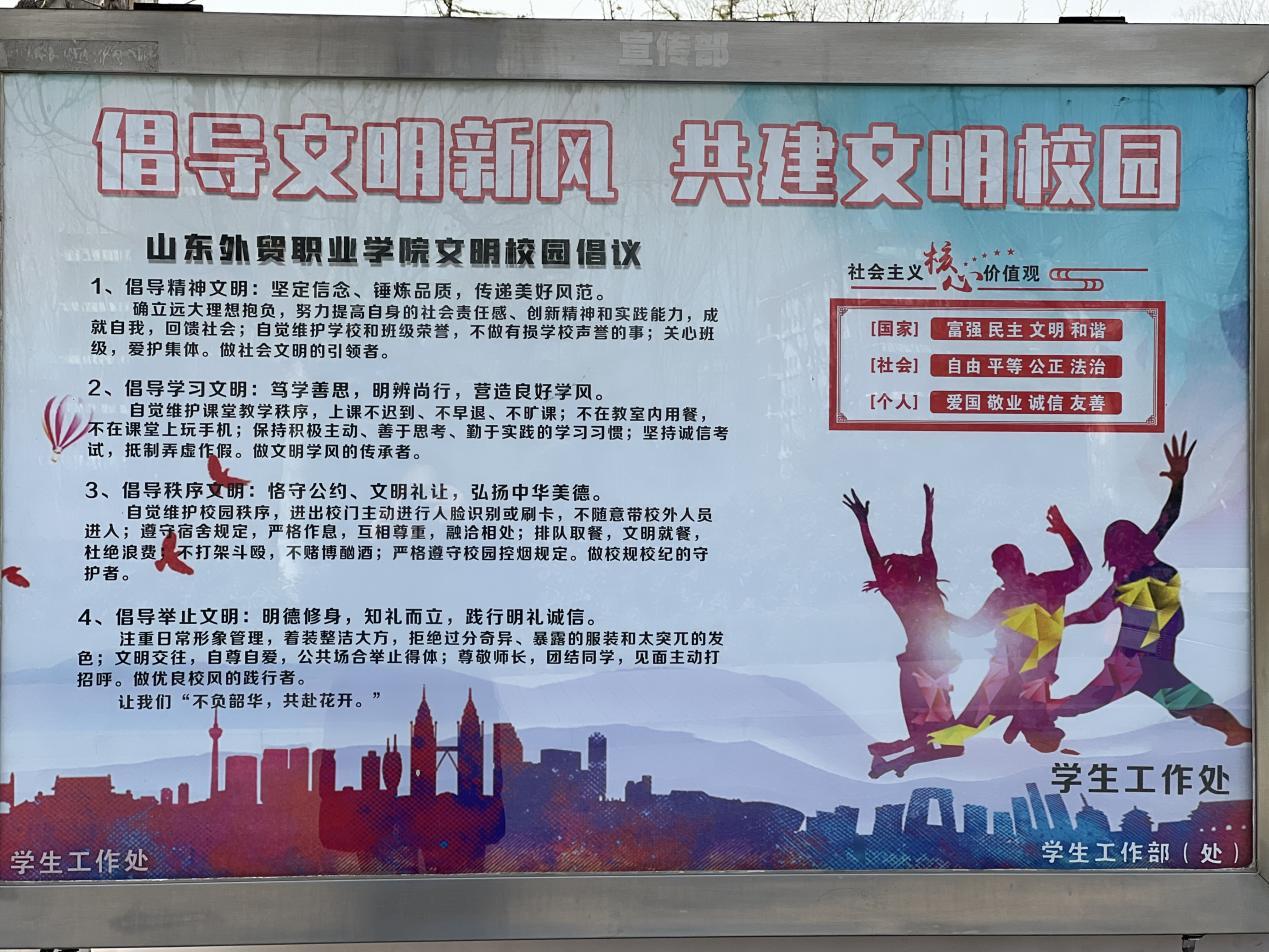 宣传部
倡导文明新风 共建文明校园
山东外贸职业学院文明校园倡议
1、倡导精神文明：坚定信念、锤炼品质，传递美好风范。
确立远大理想抱负，努力提高自身的社会责任感、创新精神和实践能力，成
就自我，回馈社会；自觉维护学校和班级荣誉，不做有损学校声誉的事；关心班
级，爱护集体。做社会文明的引领者。
2、倡导学习文明：笃学善思，明辨尚行，营造良好学风。
自觉维护课堂教学秩序，上课不迟到、不早退、不旷课；不在教室内用餐，
不在课堂上玩手机；保持积极主动、善于思考、勤于实践的学习习惯；坚持诚信考
试，抵制弄虚作假。做文明学风的传承者。
3、倡导秩序文明：恪守公约、文明礼让，弘扬中华美德。
自觉维护校园秩序，进出校门主动进行人脸识别或刷卡，不随意带校外人员
进入；遵守宿舍规定，严格作息，互相尊重，融洽相处；排队取餐，文明就餐，
杜绝浪费；不打架斗殴，不赌博酗酒；严格遵守校园控烟规定。做校规校纪的守
护者。
4、倡导举止文明：明德修身，知礼而立，践行明礼诚信。
注重日常形象管理，着装整洁大方，拒绝过分奇异、暴露的服装和太突兀的发
色；文明交往，自尊自爱，公共场合举止得体；尊敬师长，团结同学，见面主动打
招呼。做优良校风的践行者。
让我们“不负韶华，共赴花开。”
社会主义核心价值观
[国家] 富强 民主 文明 和谐
[社会] 自由 平等 公正 法治
[个人] 爱国 敬业 诚信 友善
学生工作处
学生工作处
学生工作部（处）